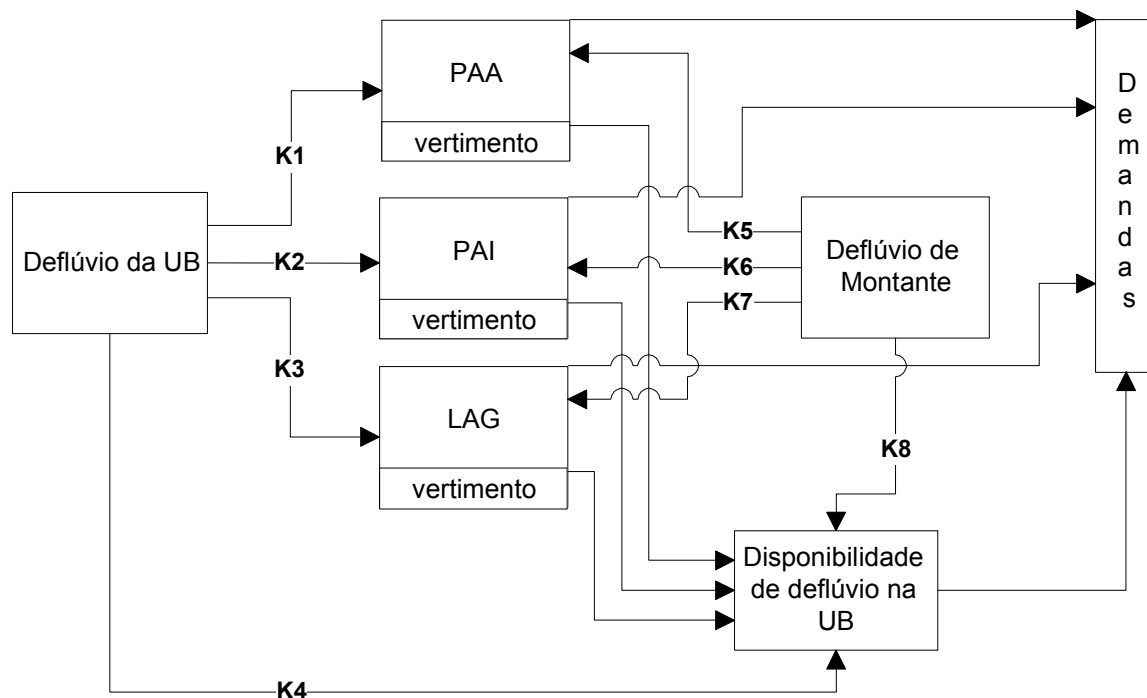 PAA
vertimento
K1
Deflúvio da UB
K2
PAI
vertimento
K3
LAG
vertimento
K4
K5
K6
K7
Deflúvio de
Montante
K8
Disponibilidade
de deflúvio na
UB
D
e
m
a
n
d
a
s